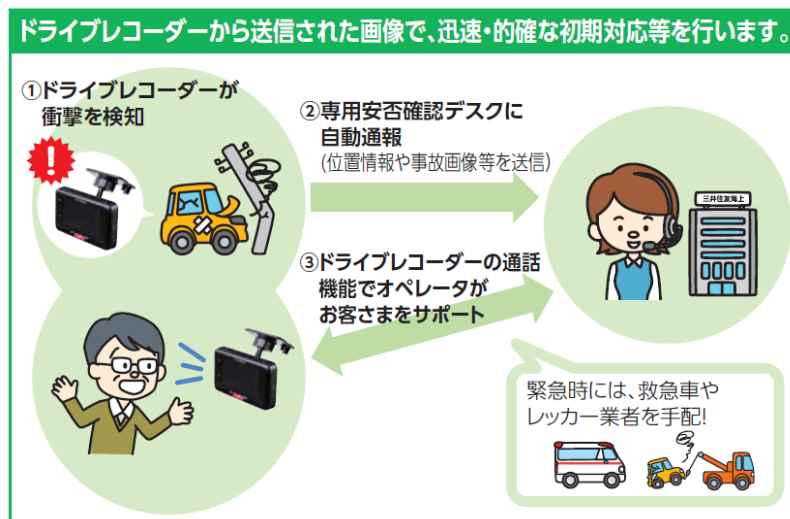 ドライブレコーダーから送信された画像で、迅速・的確な初期対応等を行います。
①ドライブレコーダーが
衝撃を検知
②専用安否確認デスクに
自動通報
(位置情報や事故画像等を送信)
三井住友海上
③ドライブレコーダーの通話
機能でオペレータが
お客さまをサポート
緊急時には、救急車や
レッカー業者を手配!